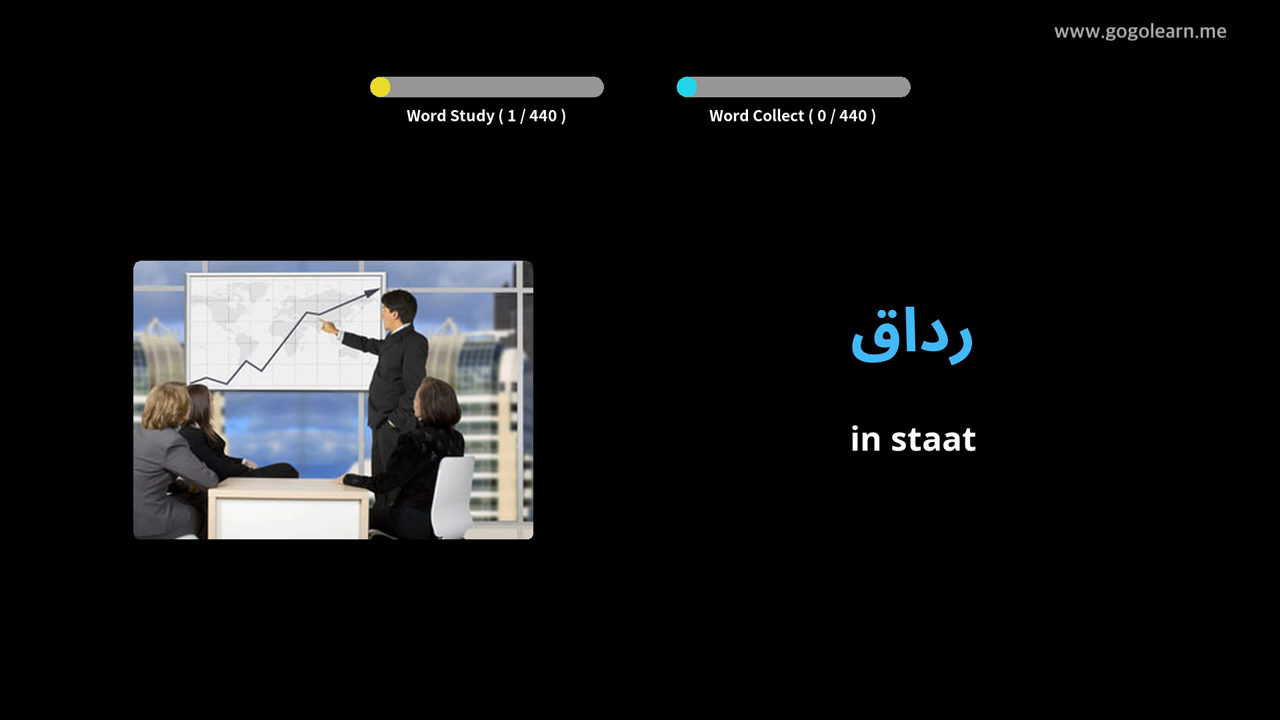 www.gogolearn.me
Word Study ( 1 / 440 )
Word Collect ( 0 / 440 )
رداق
in staat